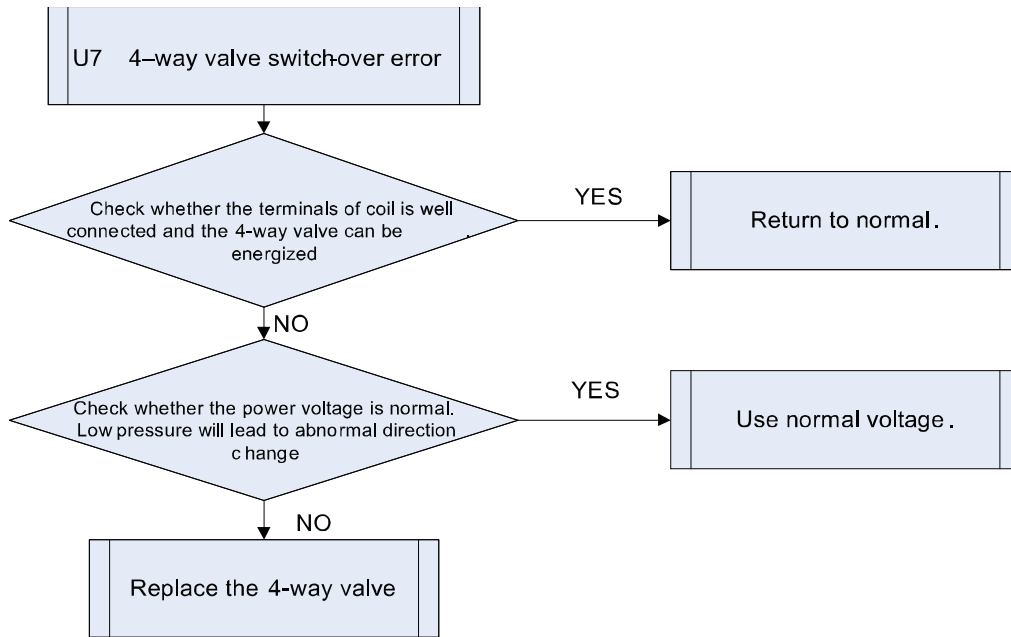 U7 4–way valve switch-over error
Check whether the terminals of coil is well
connected and the 4-way valve can be .
energized
YES
Return to normal.
NO
Check whether the power voltage is normal.
Low pressure will lead to abnormal direction
change
YES
Use normal voltage.
NO
Replace the 4-way valve